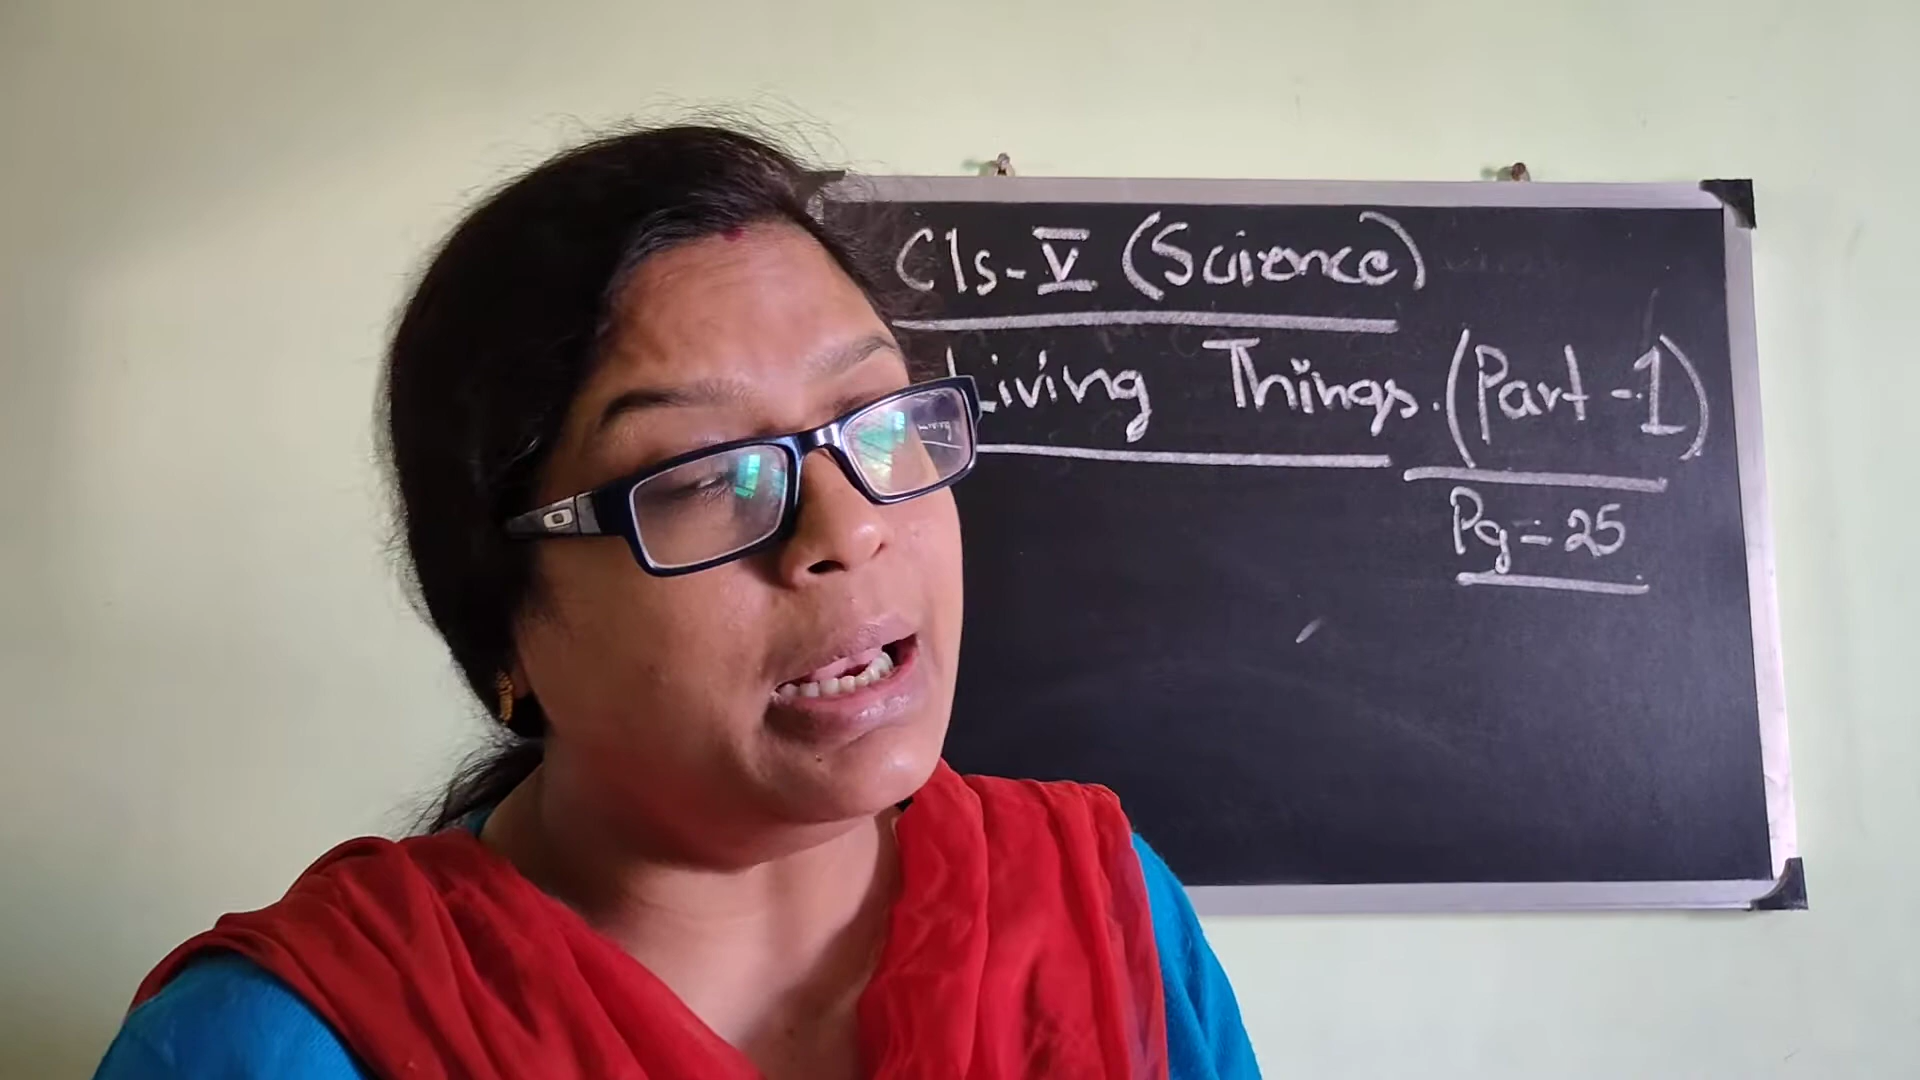 Cls-V (Science)
Living Things. (Part-1)
Pg = 25